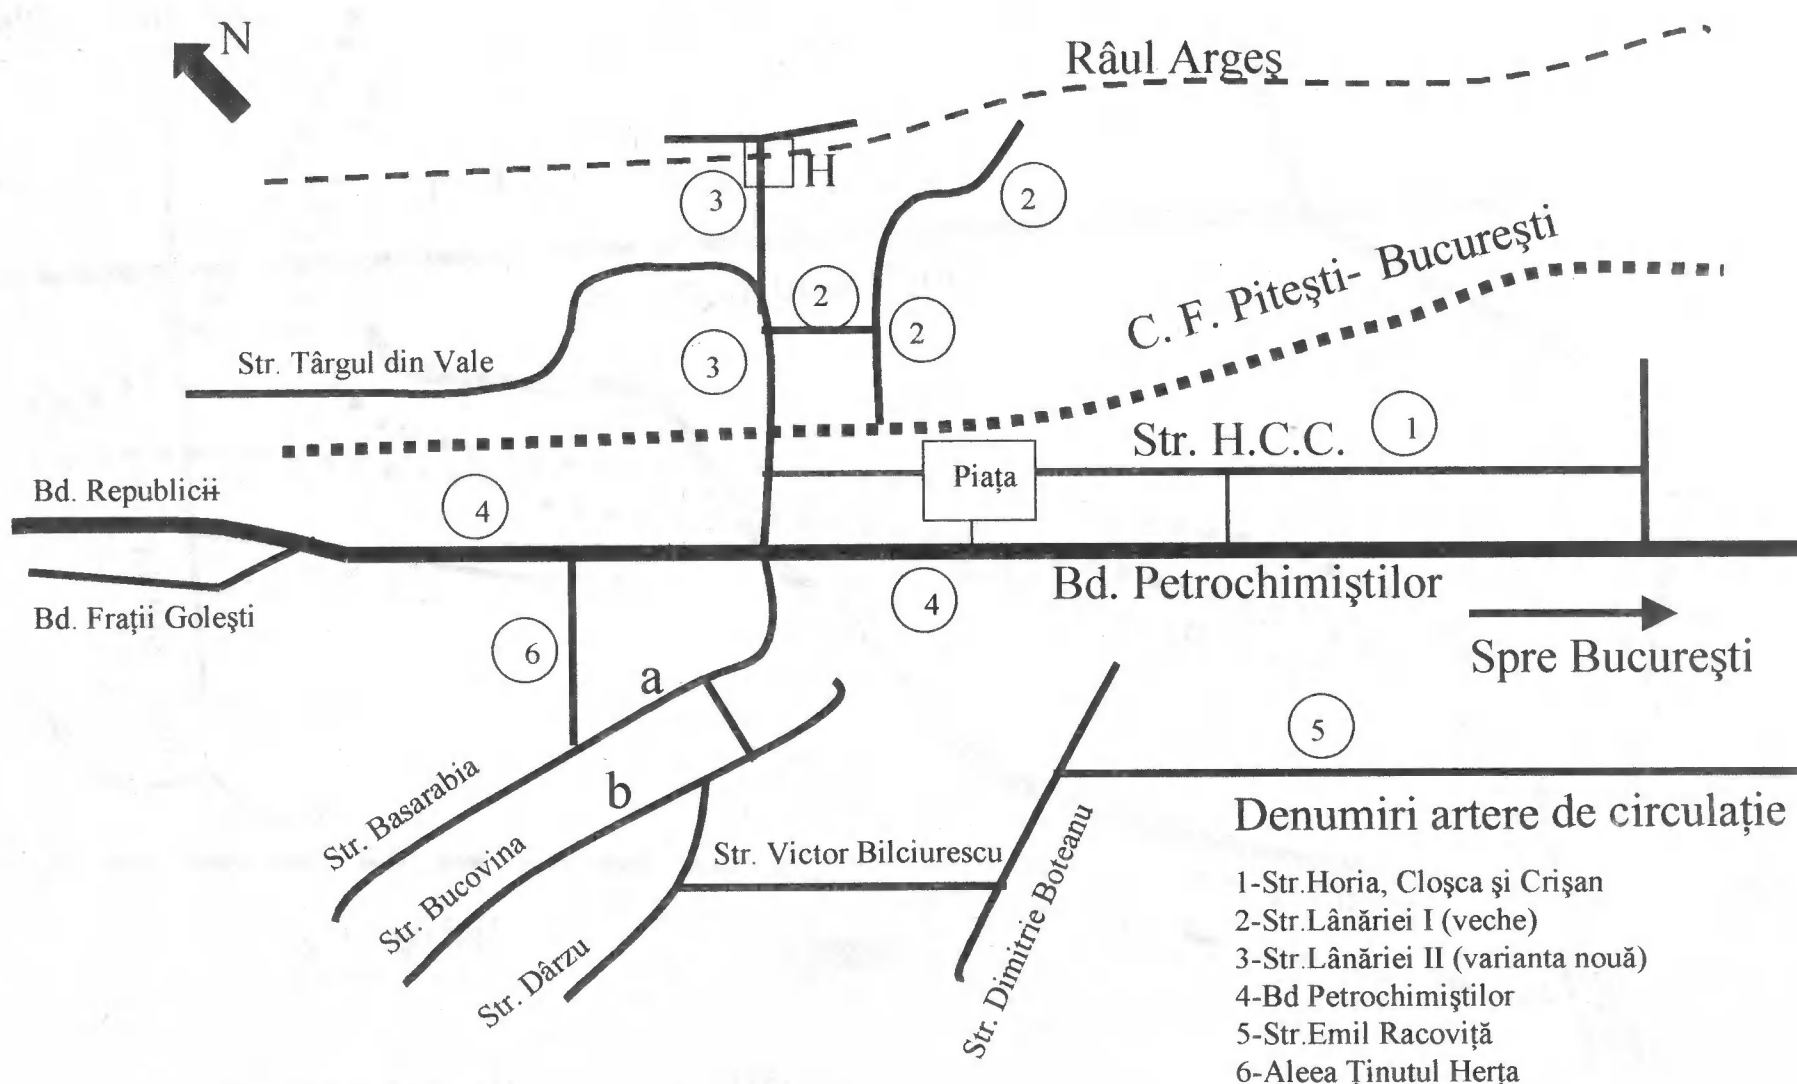 N
Râul Argeş
H
3
2
2
C. F. Piteşti- Bucureşti
2
Str. Târgul din Vale
3
Str. H.C.C.
1
Bd. Republicii
4
Piaţa
Bd. Fraţii Goleşti
4
Bd. Petrochimiştilor
6
a
Spre Bucureşti
5
b
Str. Basarabia
Str. Bucovina
Str. Dârzu
Str. Victor Bilciurescu
Str. Dimitrie Boteanu
Denumiri artere de circulaţie
1-Str.Horia, Cloşca şi Crişan
2-Str.Lânăriei I (veche)
3-Str.Lânăriei II (varianta nouă)
4-Bd Petrochimiştilor
5-Str.Emil Racoviţă
6-Aleea Ţinutul Herţa